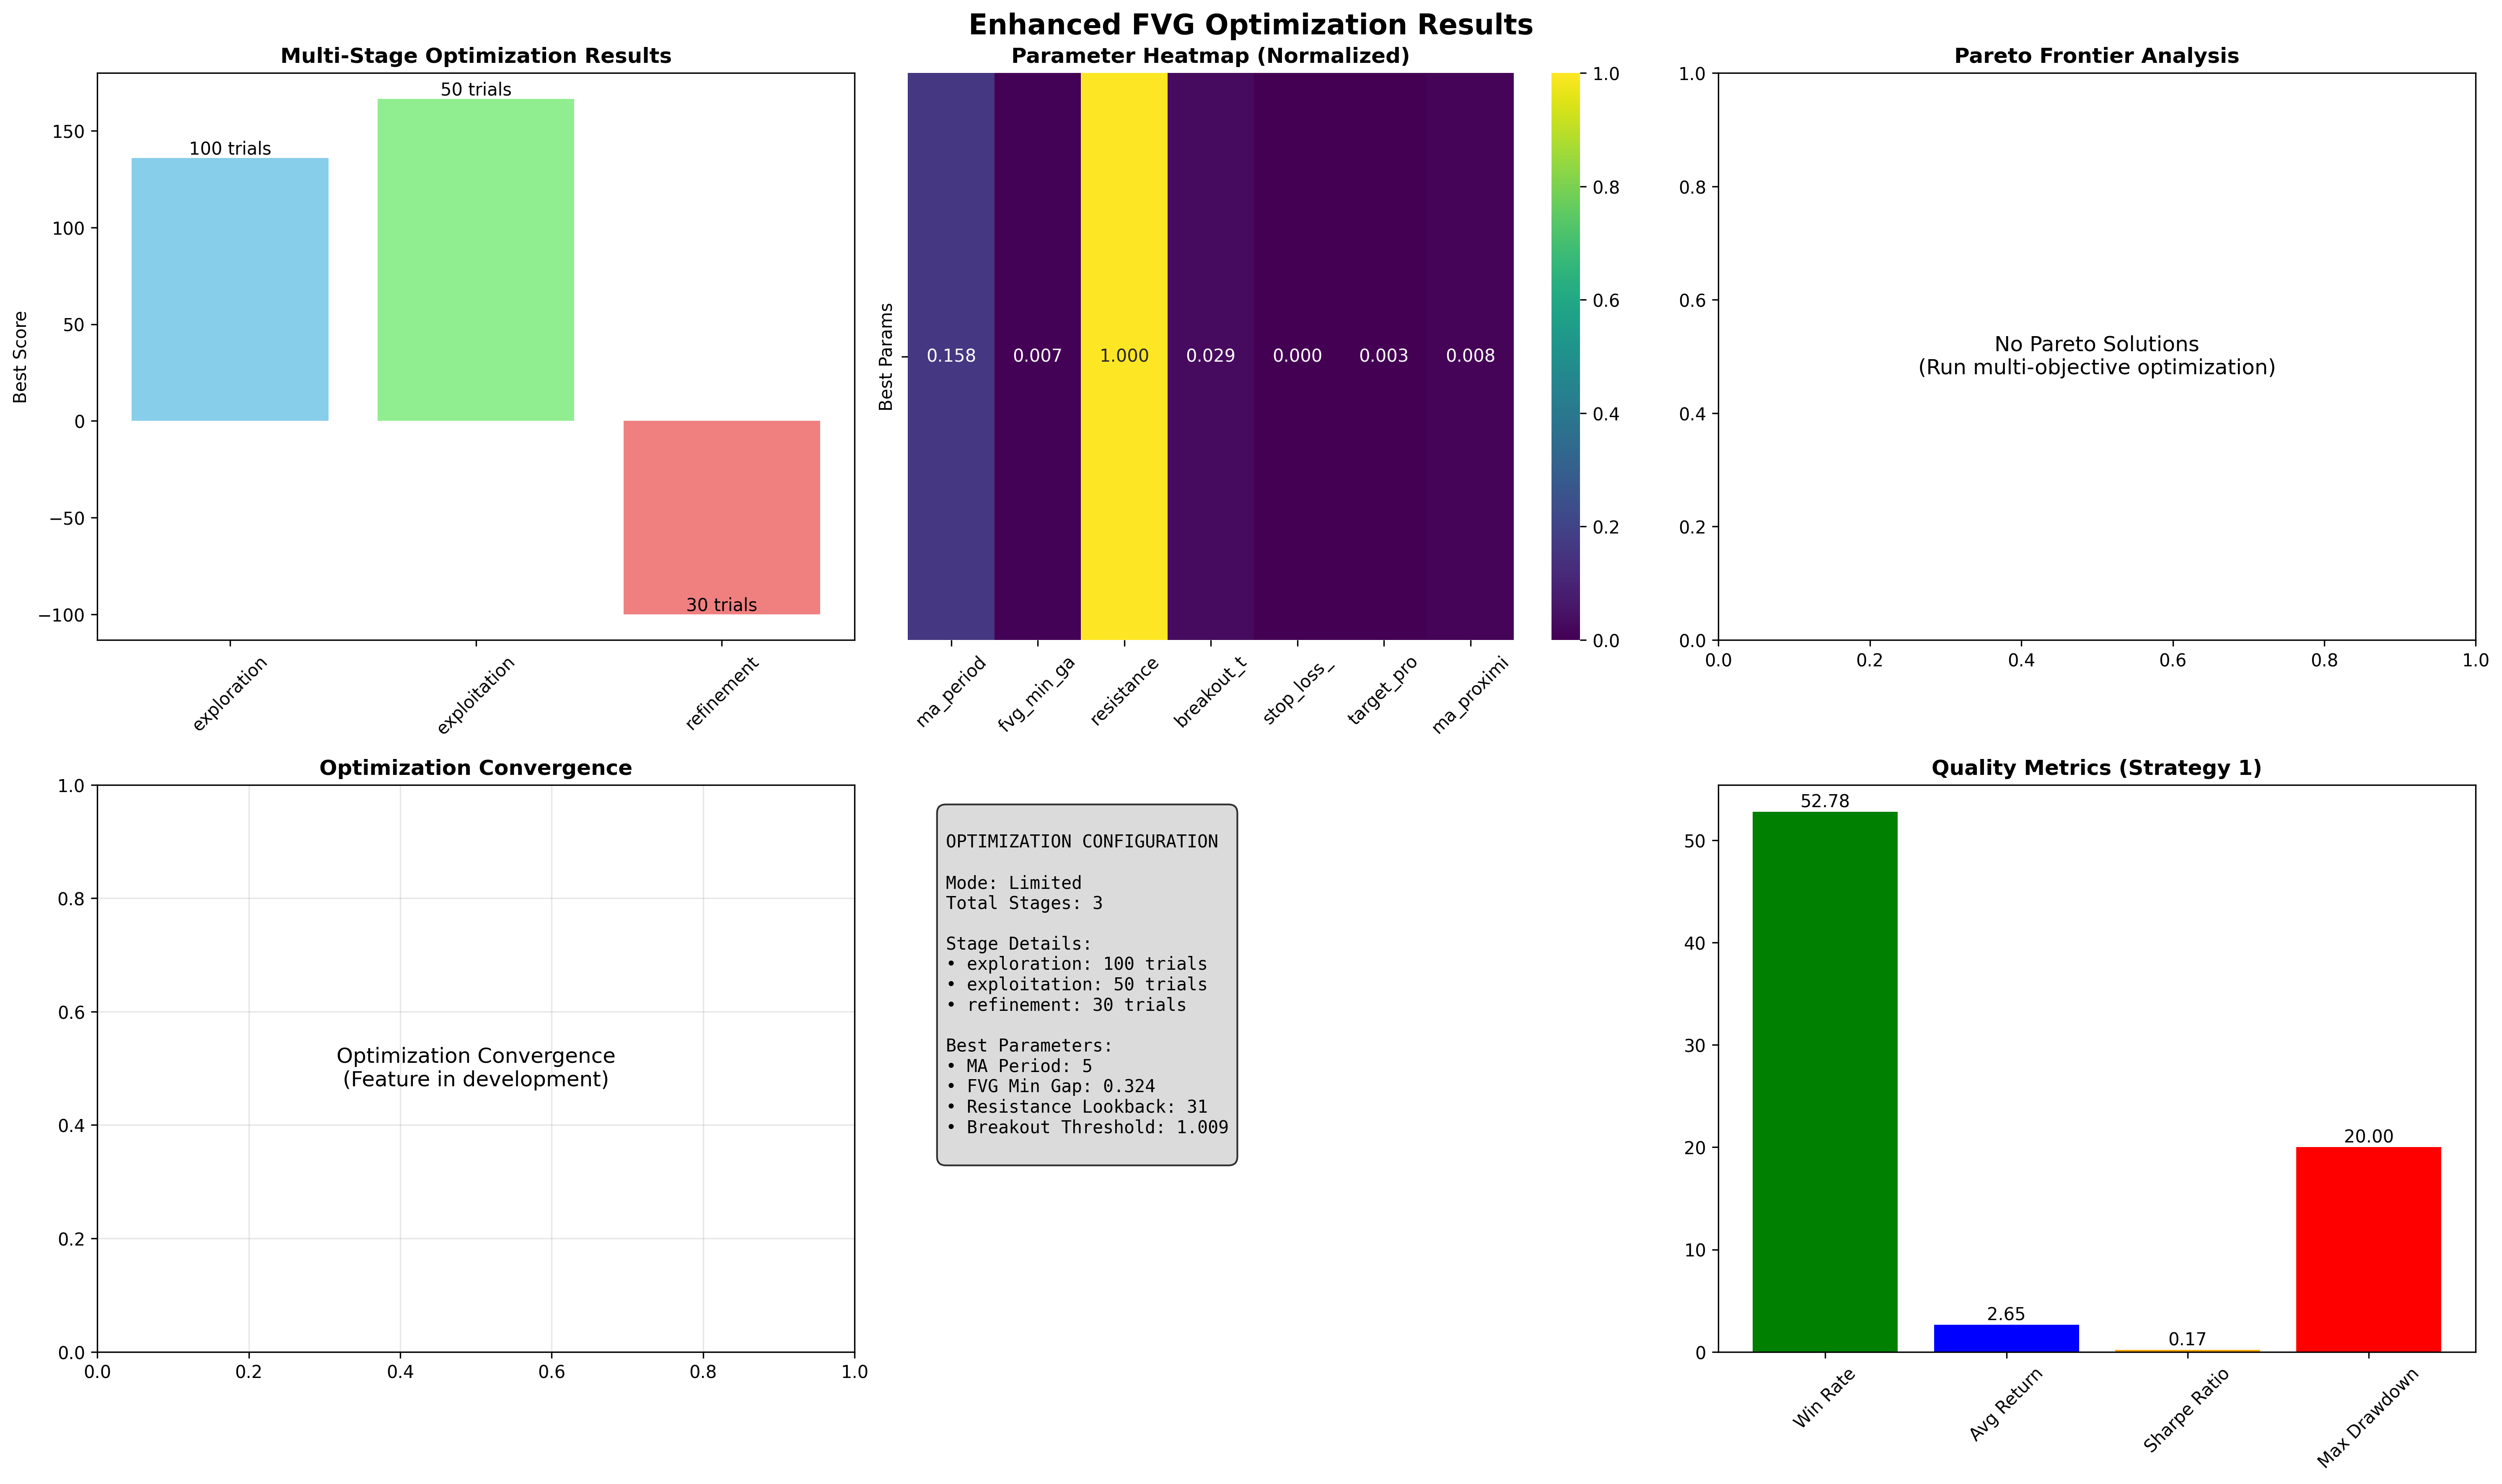 Enhanced FVG Optimization Results
Multi-Stage Optimization Results
Best Score
150
100
50
0
−50
−100
100 trials
50 trials
30 trials
exploration
exploitation
refinement
Parameter Heatmap (Normalized)
Best Params
0.158 0.007 1.000 0.029 0.000 0.003 0.008
ma_period
fvg_min_ga
resistance
breakout_t
stop_loss_
target_pro
ma_proximi
1.0
0.8
0.6
0.4
0.2
0.0
Pareto Frontier Analysis
1.0
0.8
0.6
0.4
0.2
0.0
No Pareto Solutions
(Run multi-objective optimization)
0.0 0.2 0.4 0.6 0.8 1.0
Optimization Convergence
1.0
0.8
0.6
0.4
0.2
0.0
Optimization Convergence
(Feature in development)
0.0 0.2 0.4 0.6 0.8 1.0
OPTIMIZATION CONFIGURATION
Mode: Limited
Total Stages: 3
Stage Details:
• exploration: 100 trials
• exploitation: 50 trials
• refinement: 30 trials
Best Parameters:
• MA Period: 5
• FVG Min Gap: 0.324
• Resistance Lookback: 31
• Breakout Threshold: 1.009
Quality Metrics (Strategy 1)
50
40
30
20
10
0
52.78
2.65
0.17
20.00
Win Rate
Avg Return
Sharpe Ratio
Max Drawdown